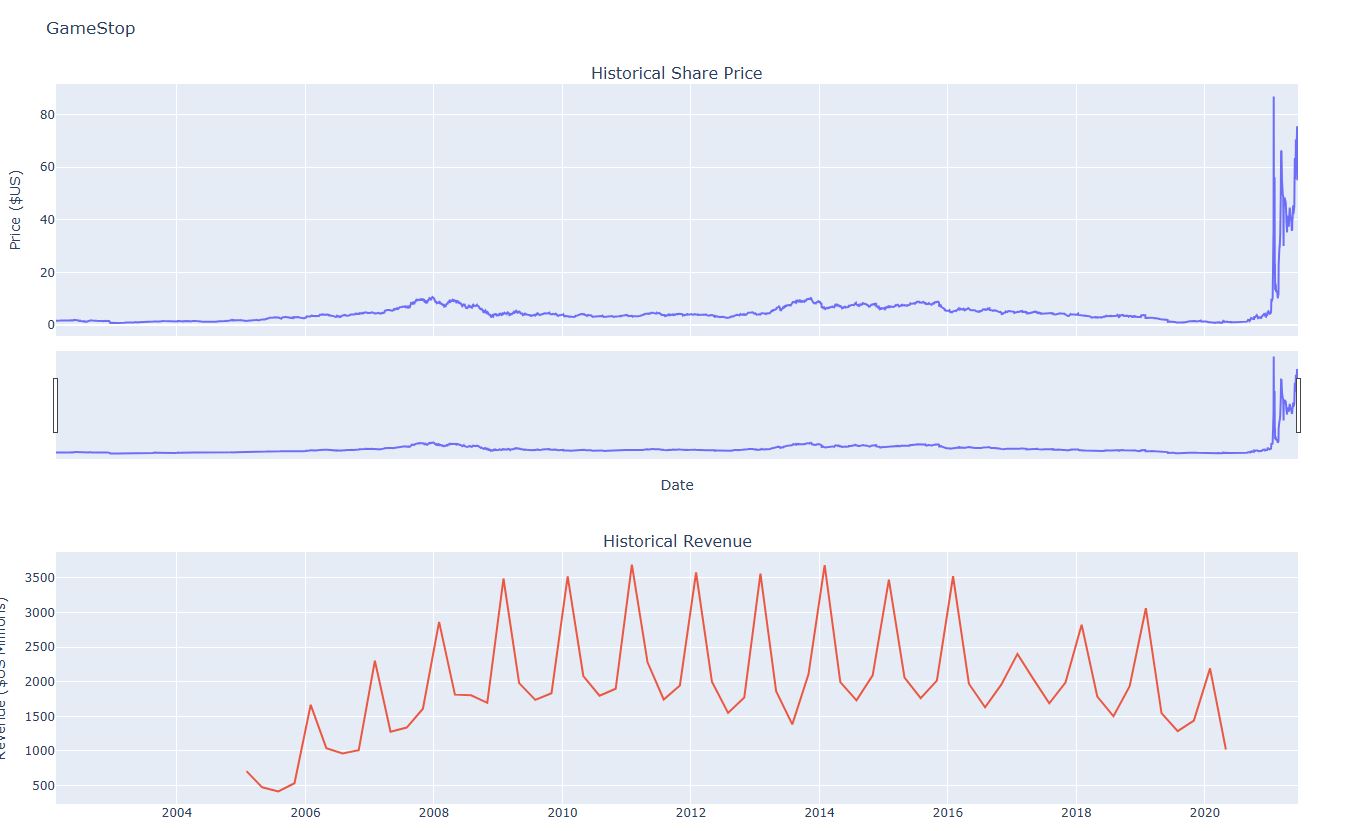 GameStop
Historical Share Price
80
60
40
20
0
Price ($US)
Date
Historical Revenue
3500
3000
2500
2000
1500
1000
500
Revenue ($US Millions)
2004 2006 2008 2010 2012 2014 2016 2018 2020